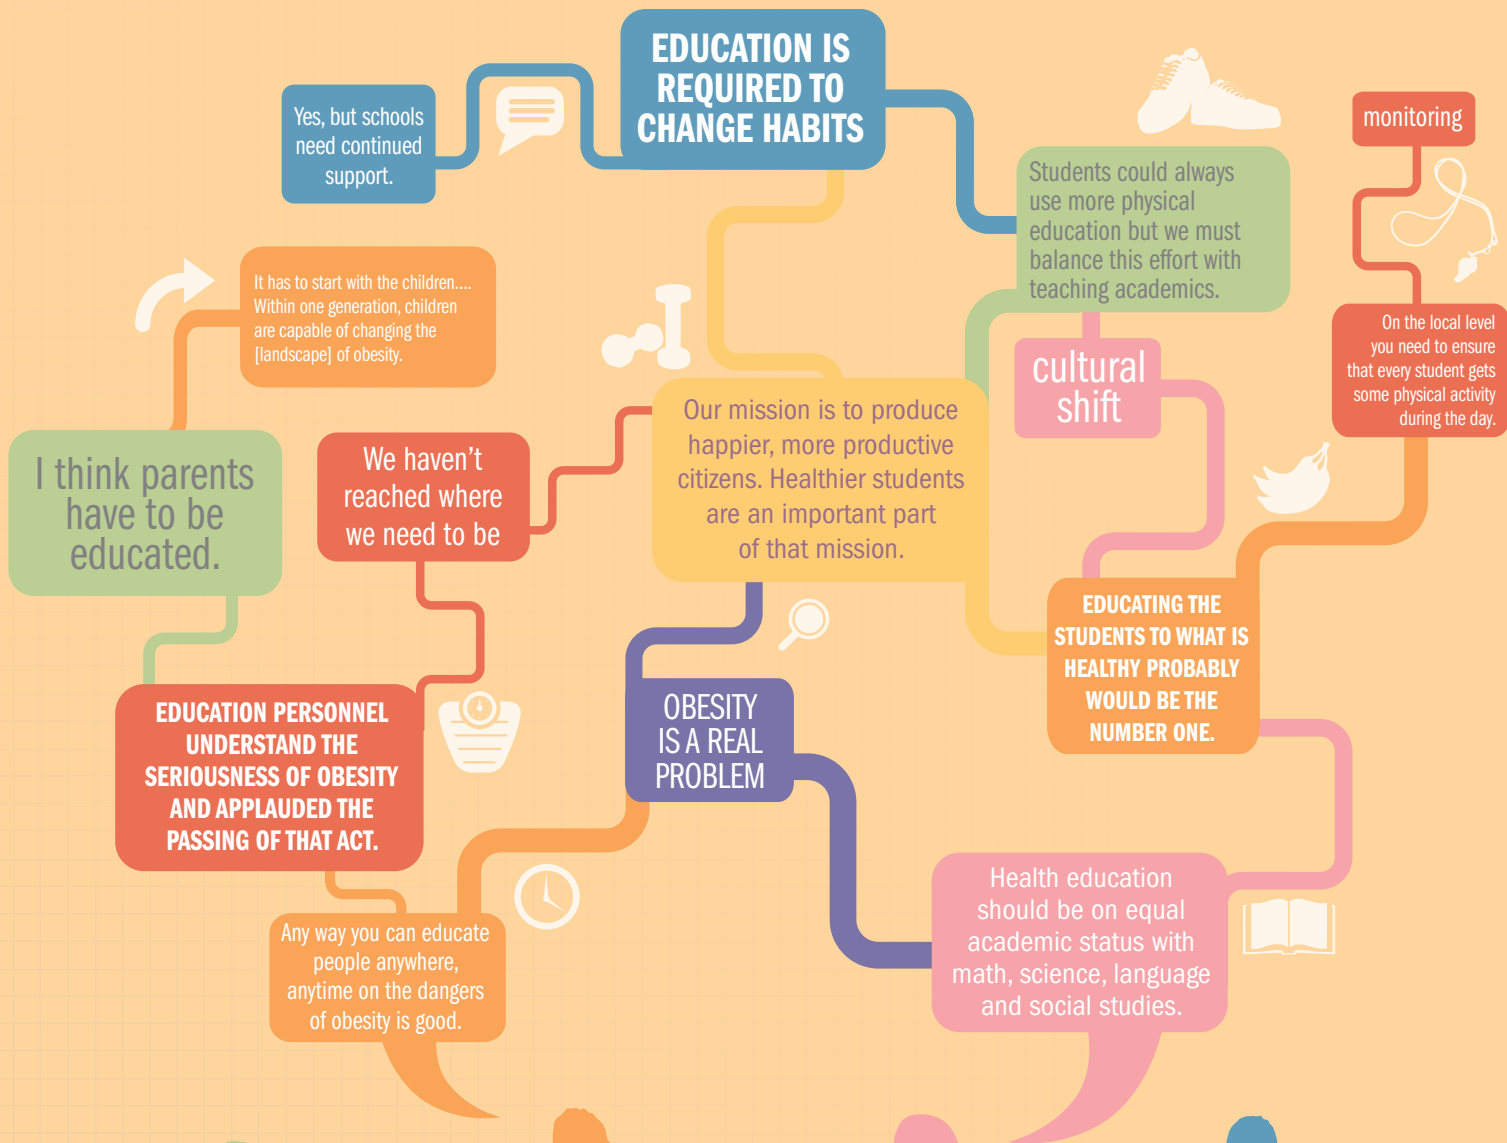 EDUCATION IS
REQUIRED TO
CHANGE HABITS
Yes, but schools
need continued
support.
monitoring
Students could always
use more physical
education but we must
balance this effort with
teaching academics.
It has to start with the children....
Within one generation, children
are capable of changing the
[landscape] of obesity.
On the local level
you need to ensure
that every student gets
some physical activity
during the day.
cultural
shift
Our mission is to produce
happier, more productive
citizens. Healthier students
are an important part
of that mission.
I think parents
have to be
educated.
We haven't
reached where
we need to be
EDUCATING THE
STUDENTS TO WHAT IS
HEALTHY PROBABLY
WOULD BE THE
NUMBER ONE.
OBESITY
IS A REAL
PROBLEM
EDUCATION PERSONNEL
UNDERSTAND THE
SERIOUSNESS OF OBESITY
AND APPLAUDED THE
PASSING OF THAT ACT.
Health education
should be on equal
academic status with
math, science, language
and social studies.
Any way you can educate
people anywhere,
anytime on the dangers
of obesity is good.